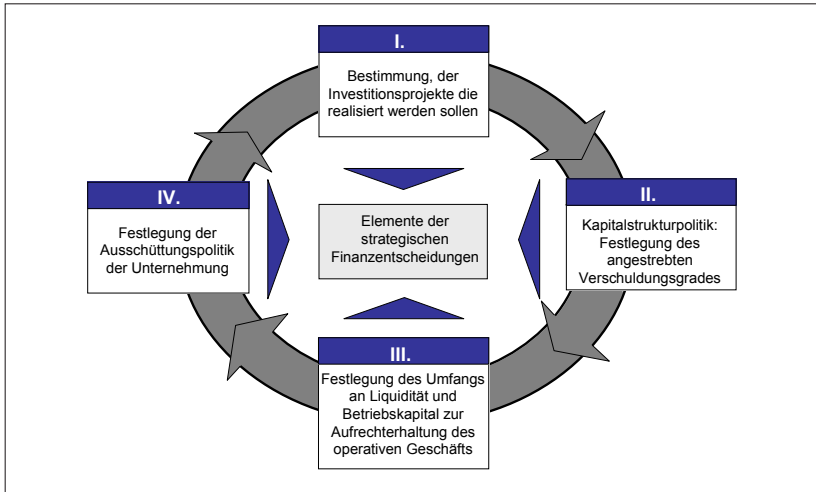 I.
Bestimmung, der
Investitionsprojekte die
realisiert werden sollen
IV.
Festlegung der
Ausschüttungspolitik
der Unternehmung
Elemente der
strategischen
Finanzentscheidungen
II.
Kapitalstrukturpolitik:
Festlegung des
angestrebten
Verschuldungsgrades
III.
Festlegung des Umfangs
an Liquidität und
Betriebskapital zur
Aufrechterhaltung des
operativen Geschäfts